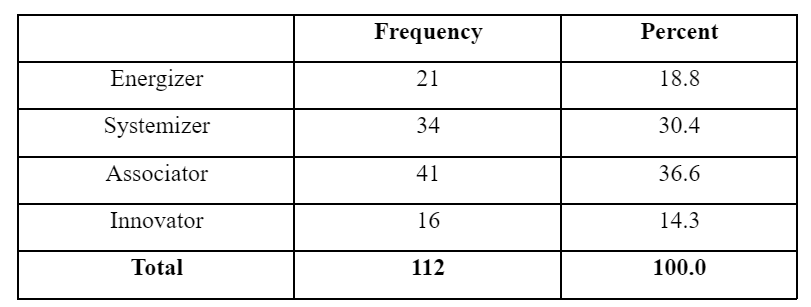 Frequency Percent
Energizer 21 18.8
Systemizer 34 30.4
Associator 41 36.6
Innovator 16 14.3
Total 112 100.0